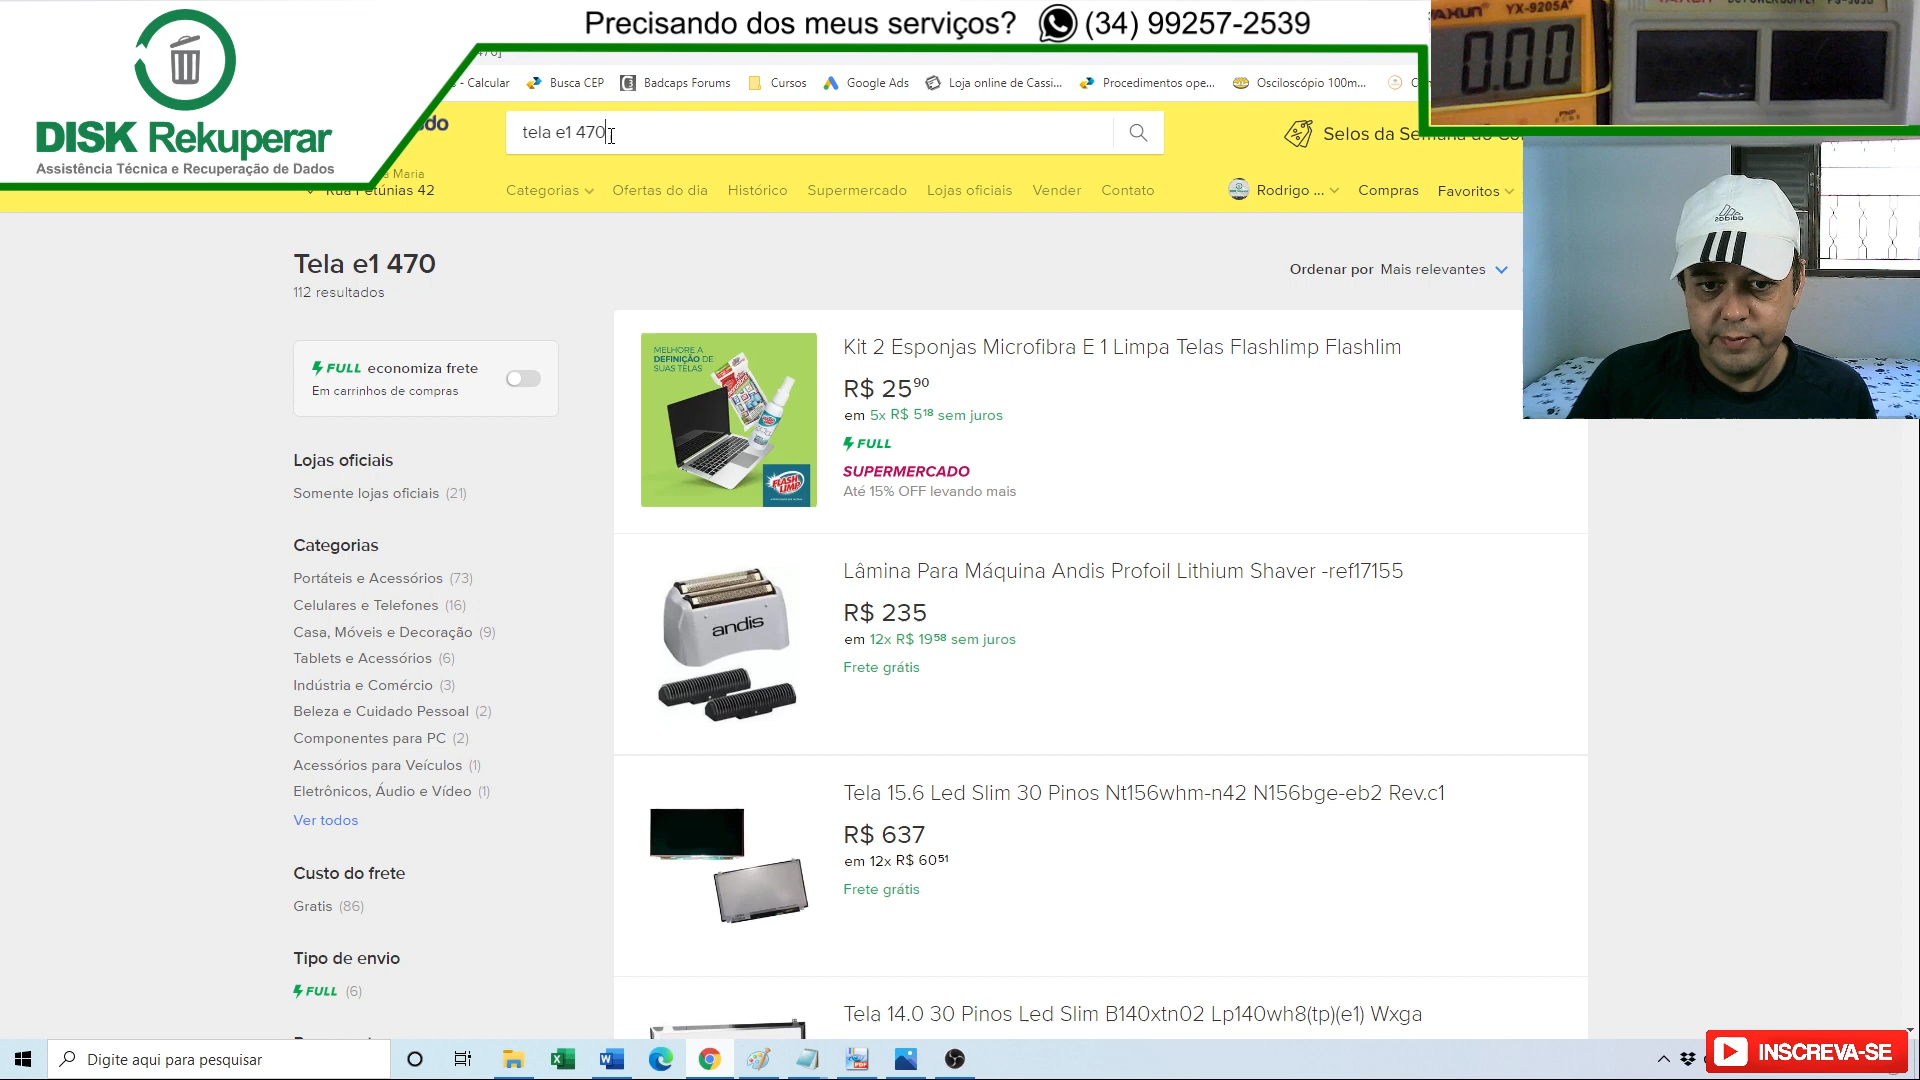 Precisando dos meus serviços? (34) 99257-2539
YAXUN YX-9205A+
0.00
DISK Rekuperar
Assistência Técnica e Recuperação de Dados
- Calcular Busca CEP Badcaps Forums Cursos Google Ads Loja online de Cassi... Procedimentos ope... Osciloscópio 100m...
tela e1 470
Selos da Semana do Co
Maria
Rua Petúnias 42
Categorias Ofertas do dia Histórico Supermercado Lojas oficiais Vender Contato
Rodrigo ... Compras Favoritos
adidas
Tela e1 470
112 resultados
Ordenar por Mais relevantes
FULL economiza frete
Em carrinhos de compras
Lojas oficiais
Somente lojas oficiais (21)
Categorias
Portáteis e Acessórios (73)
Celulares e Telefones (16)
Casa, Móveis e Decoração (9)
Tablets e Acessórios (6)
Indústria e Comércio (3)
Beleza e Cuidado Pessoal (2)
Componentes para PC (2)
Acessórios para Veículos (1)
Eletrônicos, Áudio e Vídeo (1)
Ver todos
Custo do frete
Gratis (86)
Tipo de envio
FULL (6)
MELHORE A
DEFINIÇÃO DE
SUAS TELAS
FLASH
LIMP
Kit 2 Esponjas Microfibra E 1 Limpa Telas Flashlimp Flashlim
R$ 25 90
em 5x R$ 5 18 sem juros
FULL
SUPERMERCADO
Até 15% OFF levando mais
andis
Lâmina Para Máquina Andis Profoil Lithium Shaver -ref17155
R$ 235
em 12x R$ 19 58 sem juros
Frete grátis
Tela 15.6 Led Slim 30 Pinos Nt156whm-n42 N156bge-eb2 Rev.c1
R$ 637
em 12x R$ 60 51
Frete grátis
Tela 14.0 30 Pinos Led Slim B140xtn02 Lp140wh8(tp)(e1) Wxga
Digite aqui para pesquisar
INSCREVA-SE